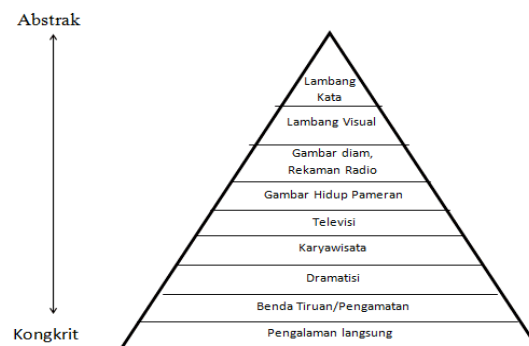 Abstrak
Lambang
Kata
Lambang Visual
Gambar diam,
Rekaman Radio
Gambar Hidup Pameran
Televisi
Karyawisata
Dramatisi
Benda Tiruan/Pengamatan
Kongkrit
Pengalaman langsung